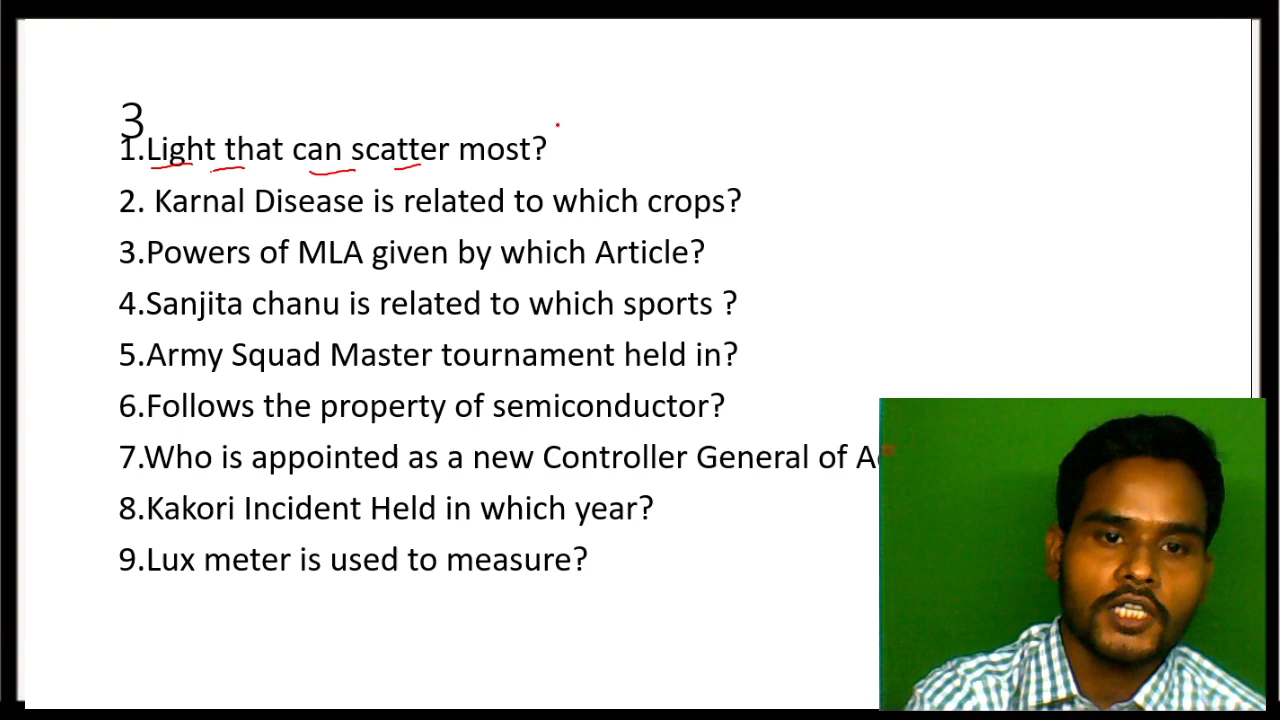 3
1.Light that can scatter most?
2. Karnal Disease is related to which crops?
3.Powers of MLA given by which Article?
4.Sanjita chanu is related to which sports ?
5.Army Squad Master tournament held in?
6.Follows the property of semiconductor?
7.Who is appointed as a new Controller General of
8.Kakori Incident Held in which year?
9.Lux meter is used to measure?